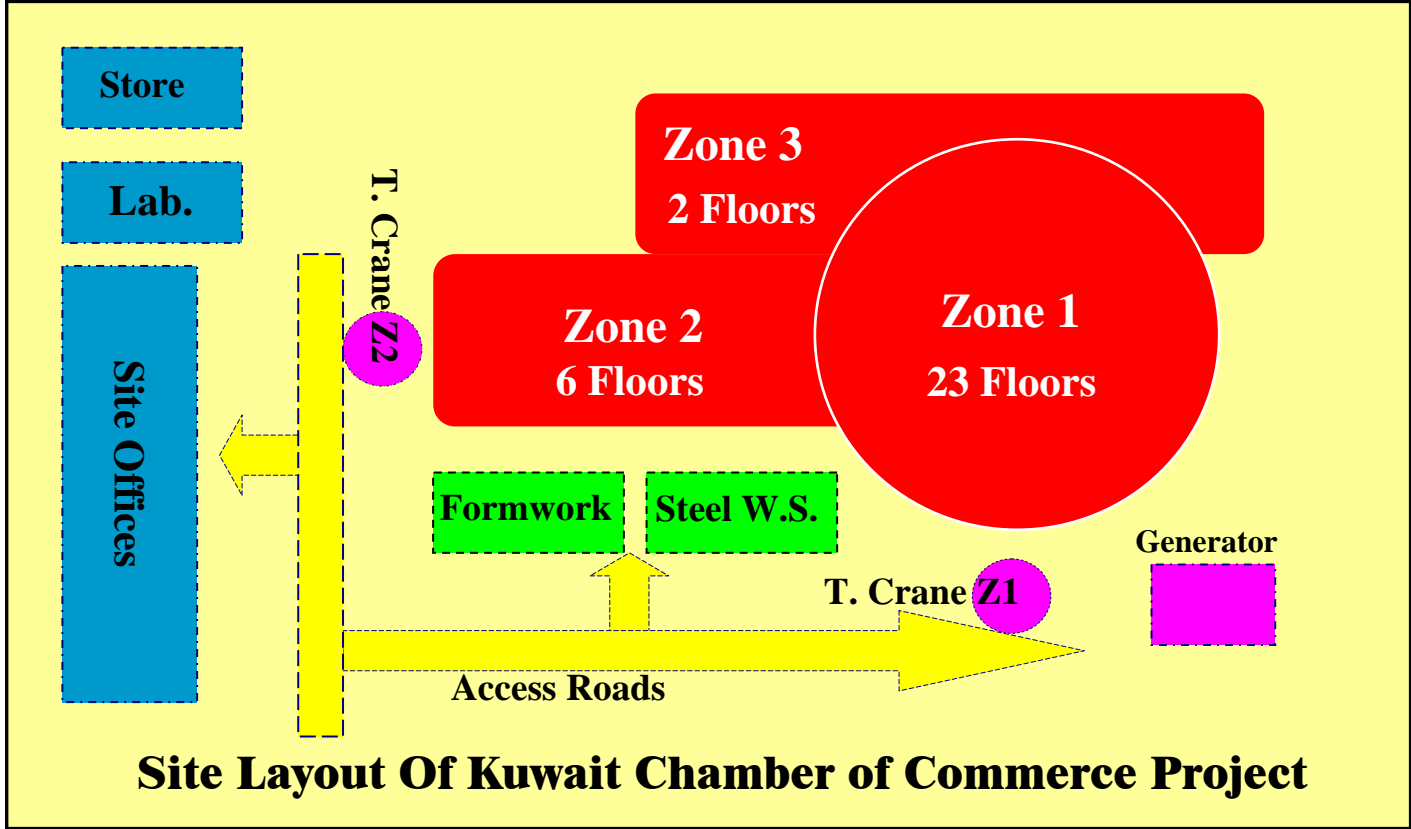 Store
Lab.
Site Offices
T. Crane Z2
Zone 3
2 Floors
Zone 2
6 Floors
Zone 1
23 Floors
Formwork
Steel W.S.
Generator
T. Crane Z1
Access Roads
Site Layout Of Kuwait Chamber of Commerce Project